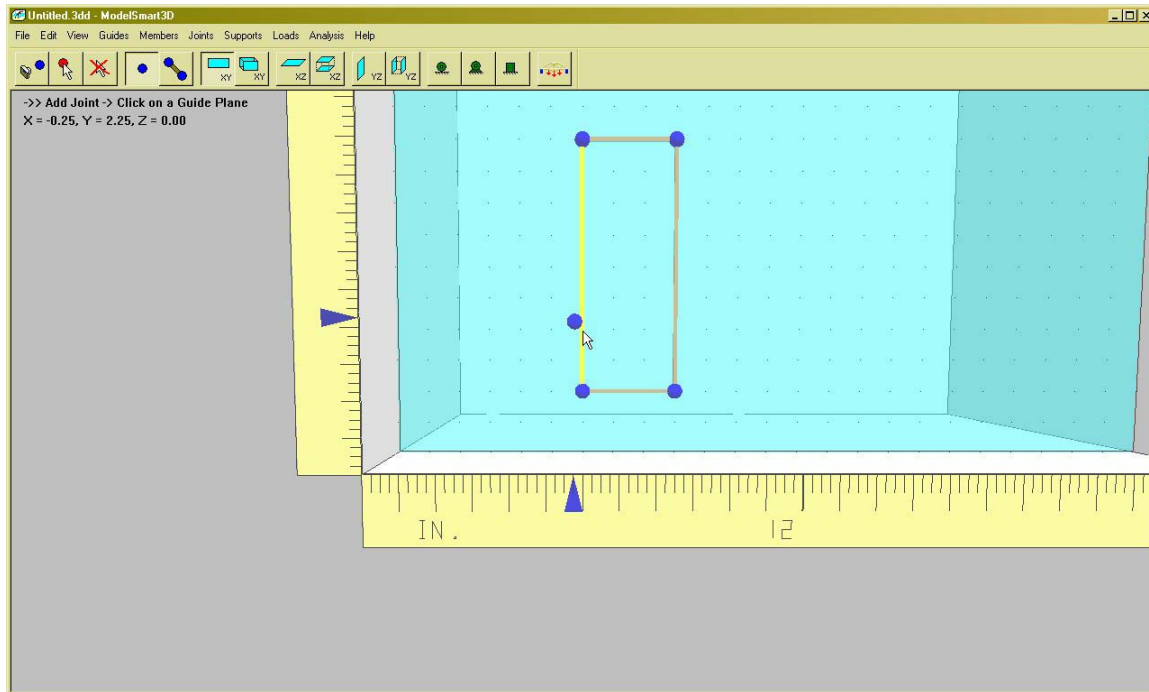 Untitled.3dd - ModelSmart3D
File Edit View Guides Members Joints Supports Loads Analysis Help
XY XY XZ XZ YZ YZ
->> Add Joint -> Click on a Guide Plane
X = -0.25, Y = 2.25, Z = 0.00
IN. 12